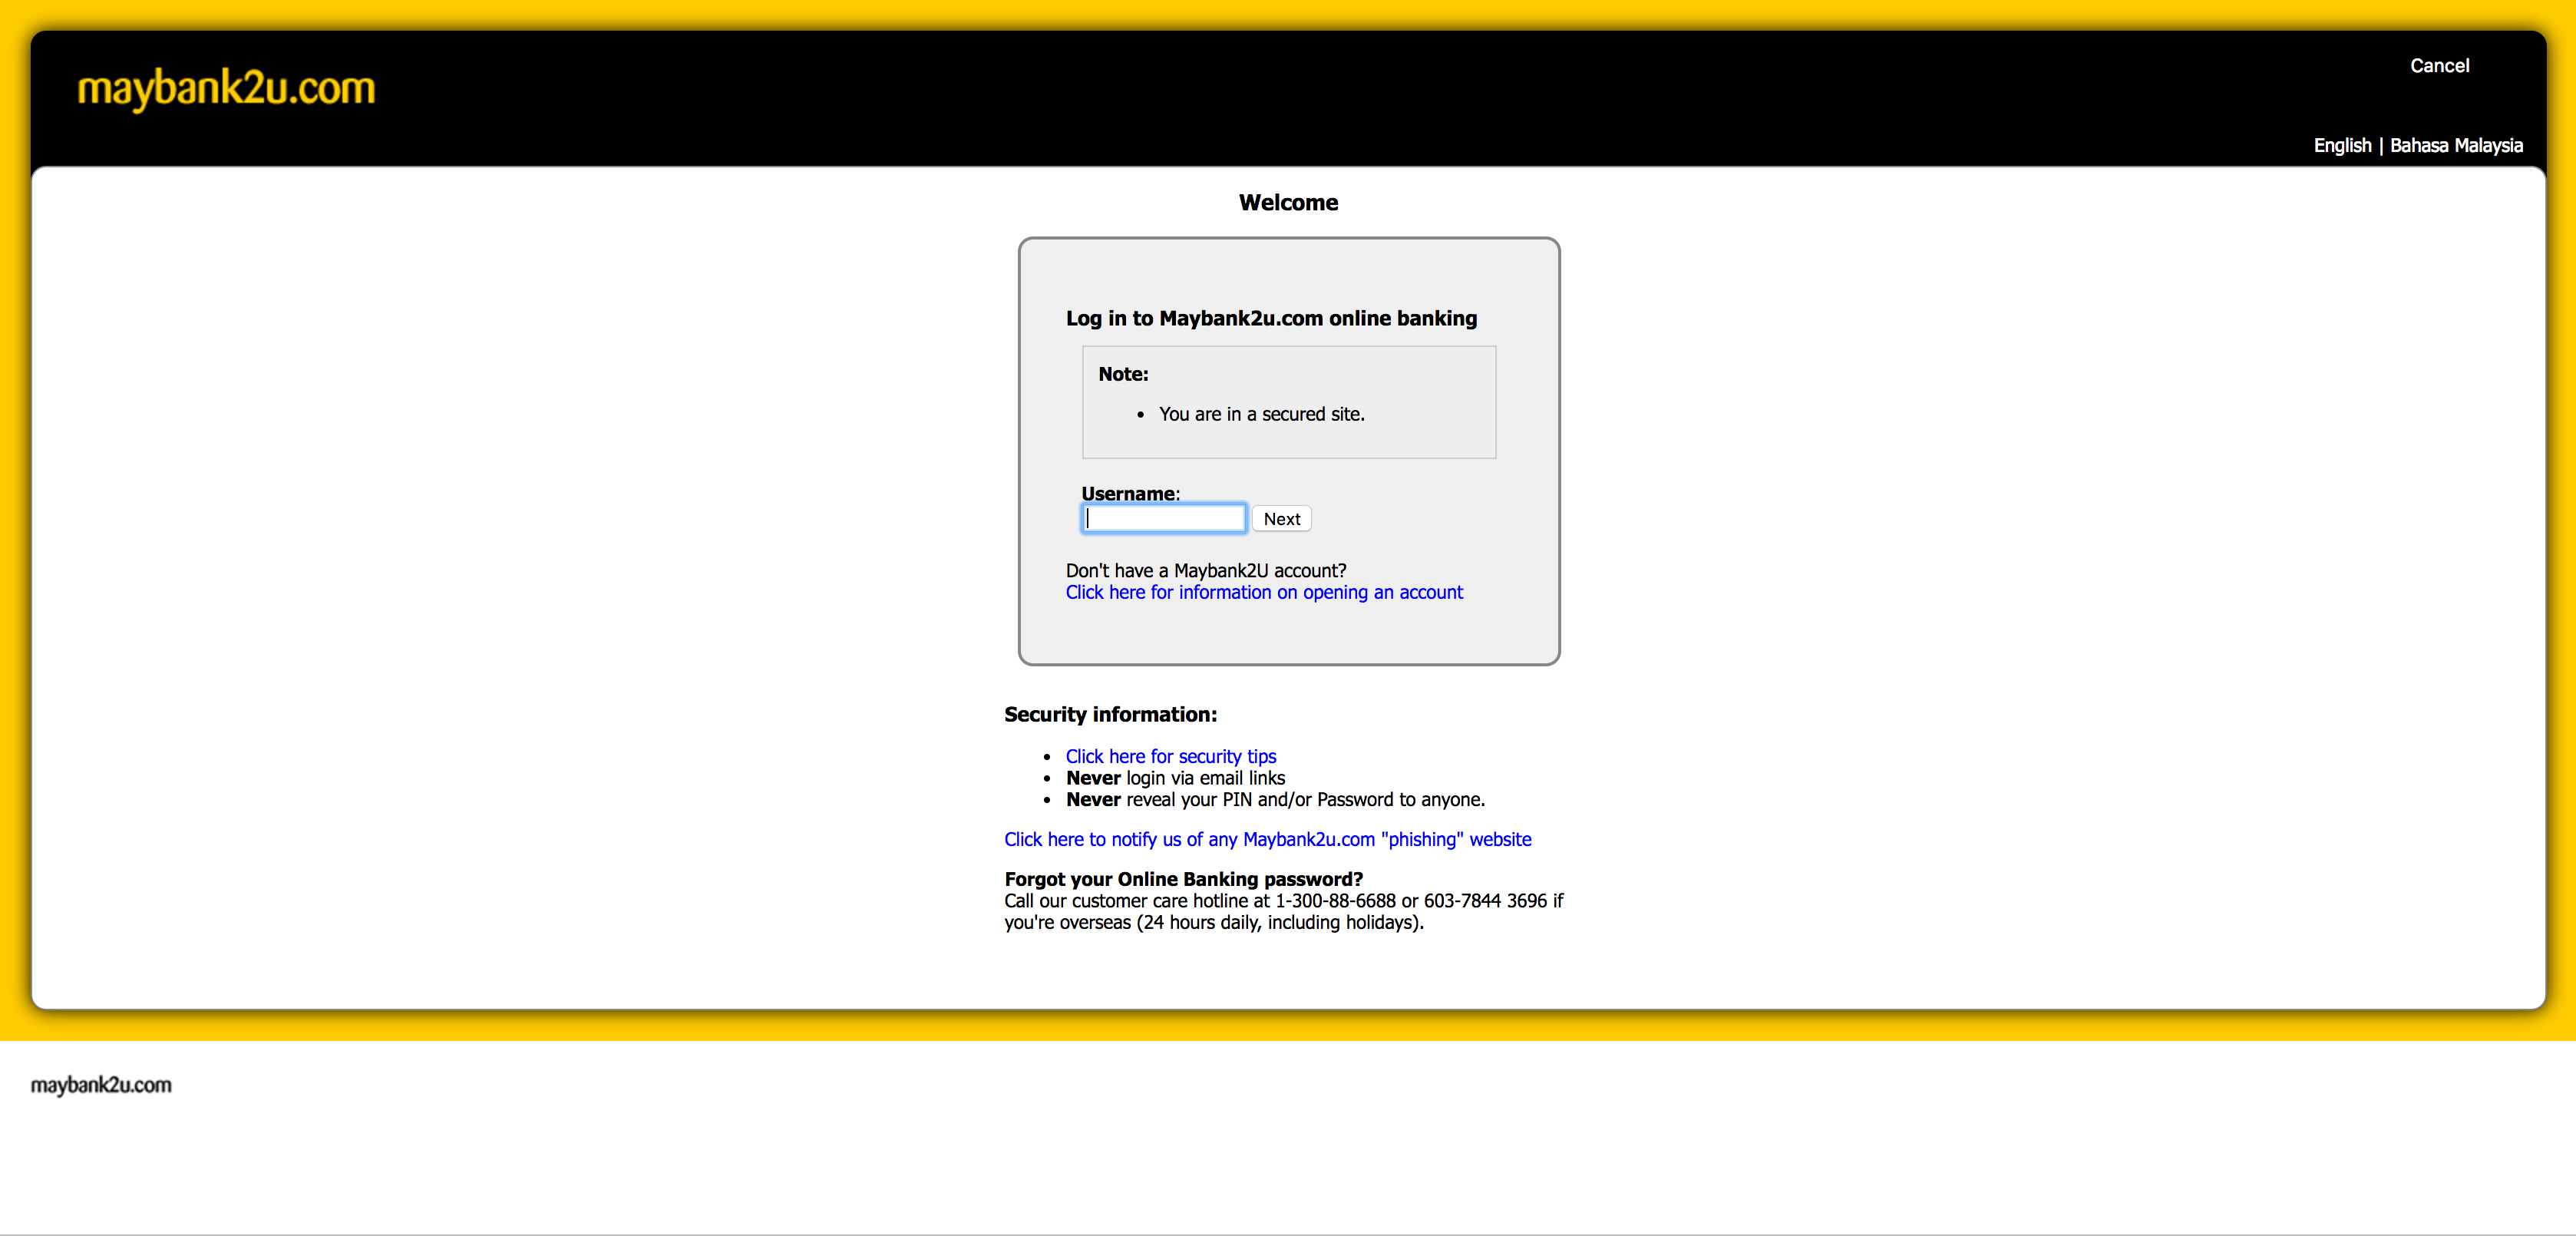 maybank2u.com
Cancel
English | Bahasa Malaysia
Welcome
Log in to Maybank2u.com online banking
Note:
• You are in a secured site.
Username:
Next
Don't have a Maybank2U account?
Click here for information on opening an account
Security information:
• Click here for security tips
• Never login via email links
• Never reveal your PIN and/or Password to anyone.
Click here to notify us of any Maybank2u.com "phishing" website
Forgot your Online Banking password?
Call our customer care hotline at 1-300-88-6688 or 603-7844 3696 if
you're overseas (24 hours daily, including holidays).
maybank2u.com